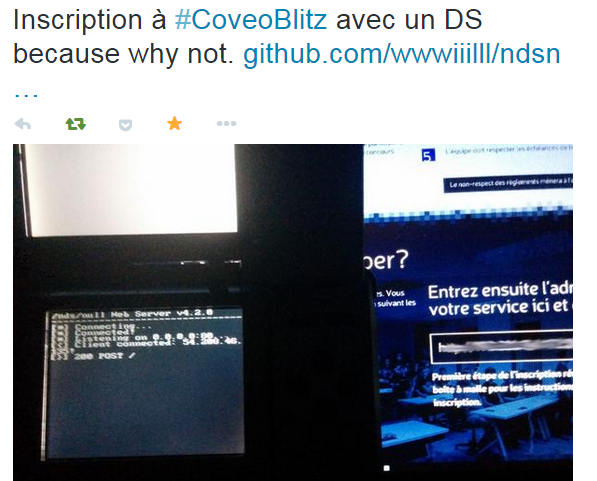 Inscription à #CoveoBlitz avec un DS
because why not. github.com/wwwiiilll/ndsn
…
5.
L'équipe doit respecter les échéances de
concours
Le non-respect des règlements mènera à l'
per?
s. Vous
suivant les
Entrez ensuite l'adr
votre service ici et
Première étape de l'inscription ré
boîte à malle pour les instruction
inscription.
/nds/null Web Server v4.2.0
[*] Connecting...
[*] Connected!
[*] Listening on 0.0.0.0:80.
[*] Client connected: 54.200.46.
[>] 200 POST /